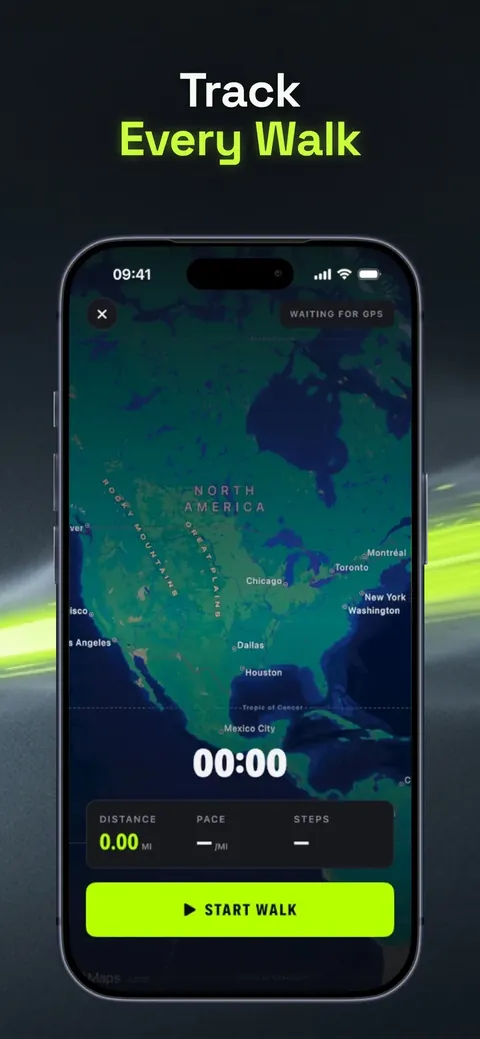 Track
Every Walk
09:41
WAITING FOR GPS
NORTH
AMERICA
ROCKY MOUNTAINS
GREAT PLAINS
ver
Montréal
Toronto
Chicago
New York
isco
Washington
s Angeles
Dallas
Houston
Tropic of Cancer
Mexico City
00:00
C
DISTANCE PACE STEPS
0.00 MI – /MI –
START WALK
Maps